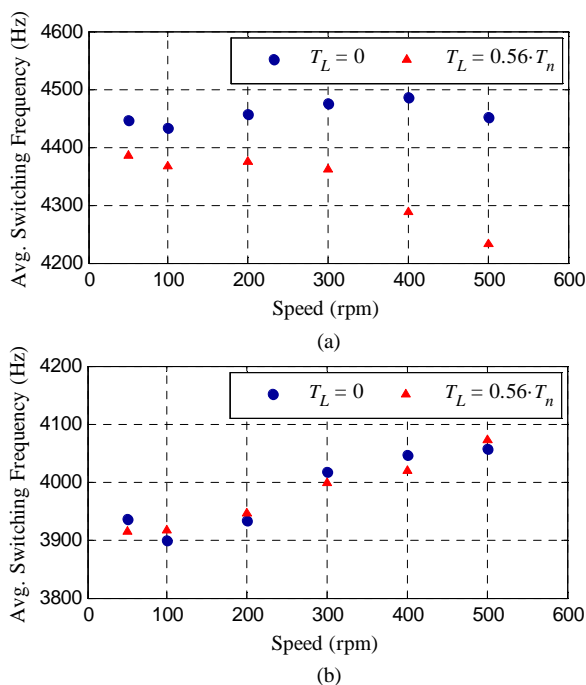 4600
4500
4400
4300
4200
Avg. Switching Frequency (Hz)
T_L = 0
T_L = 0.56·T_n
0 100 200 300 400 500 600
Speed (rpm)
(a)
4200
4100
4000
3900
3800
Avg. Switching Frequency (Hz)
T_L = 0
T_L = 0.56·T_n
0 100 200 300 400 500 600
Speed (rpm)
(b)